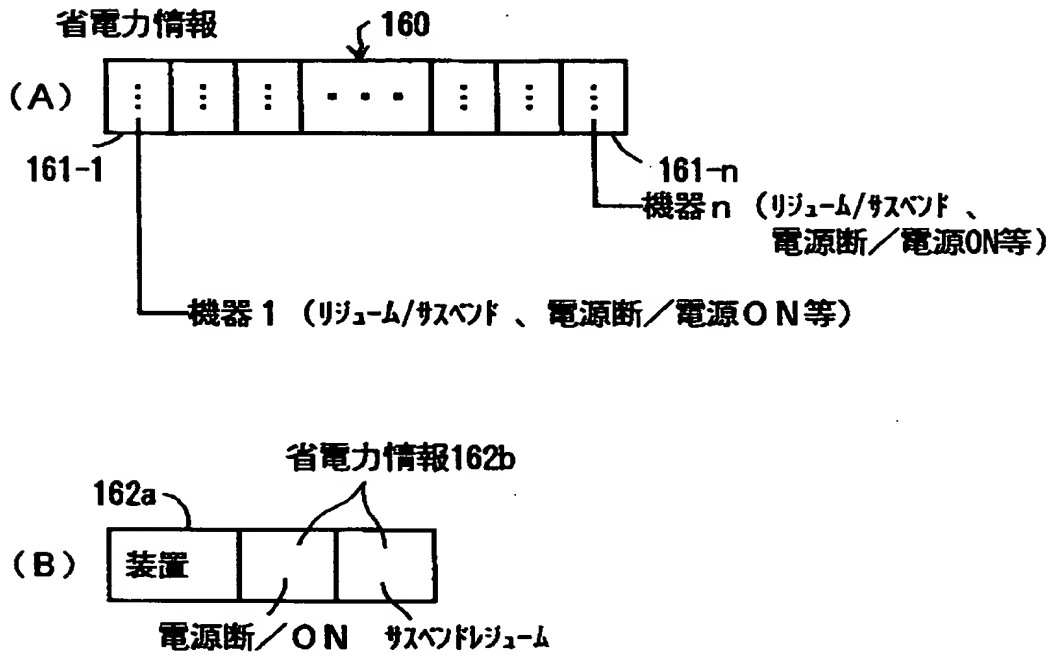 省電力情報
160
(A)
161-1
161-n
機器n (リジューム/サスペンド 、
電源断/電源ON等)
機器1 (リジューム/サスペンド 、電源断/電源ON等)
省電力情報162b
162a
(B)
装置
電源断/ON
サスペンドレジューム